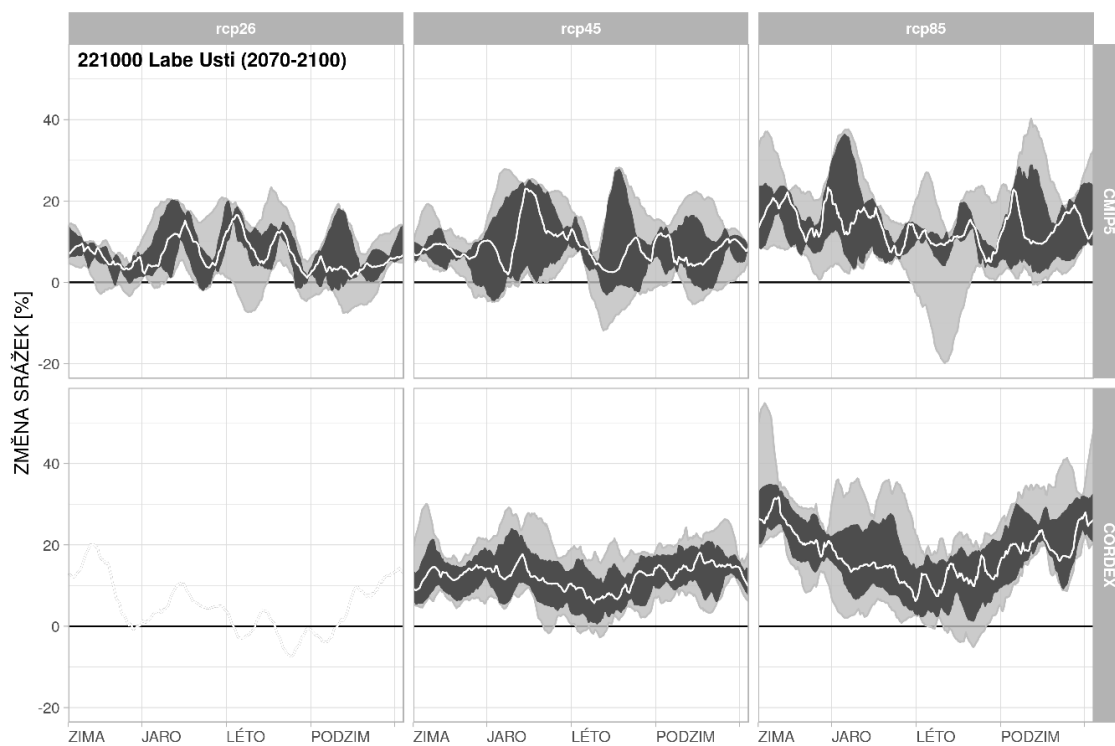 rcp26 rcp45 rcp85
221000 Labe Usti (2070-2100)
ZMĚNA SRÁŽEK [%]
40
20
0
-20
CMIP5
40
20
0
-20
CORDEX
ZIMA JARO LÉTO PODZIM ZIMA JARO LÉTO PODZIM ZIMA JARO LÉTO PODZIM